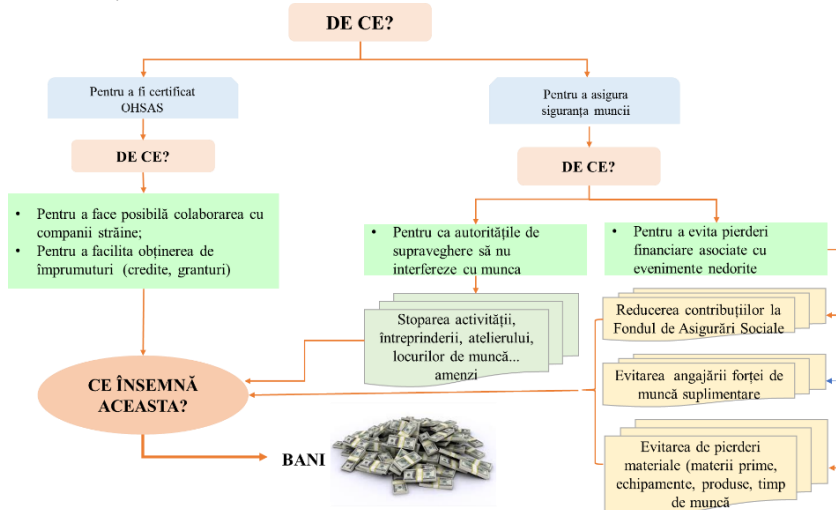 DE CE?
Pentru a fi certificat
OHSAS
Pentru a asigura
siguranța muncii
DE CE?
DE CE?
• Pentru a face posibilă colaborarea cu
companii străine;
• Pentru a facilita obținerea de
împrumuturi (credite, granturi)
• Pentru ca autoritățile de
supraveghere să nu
interfereze cu munca
• Pentru a evita pierderi
financiare asociate cu
evenimente nedorite
Stoparea activității,
întreprinderii, atelierului,
locurilor de muncă...
amenzi
Reducerea contribuțiilor la
Fondul de Asigurări Sociale
Evitarea angajării forței de
muncă suplimentare
Evitarea de pierderi
materiale (materii prime,
echipamente, produse, timp
de muncă
CE ÎNSEMNĂ
ACEASTA?
BANI